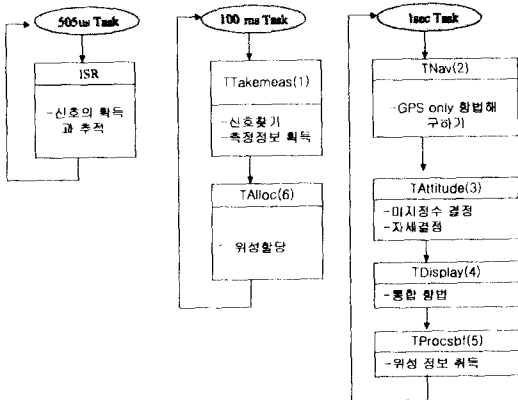 505us Task
ISR
-신호의 획득
과 추적
100 ms Task
TTakemeas(1)
-신호찾기
-측정정보 획득
TAlloc(6)
- 위성할당
1sec Task
TNav(2)
-GPS only 항법해
구하기
TAttitude(3)
-미지정수 결정
-자세결정
TDisplay(4)
-통합 항법
TProcsbf(5)
-위성 정보 취득